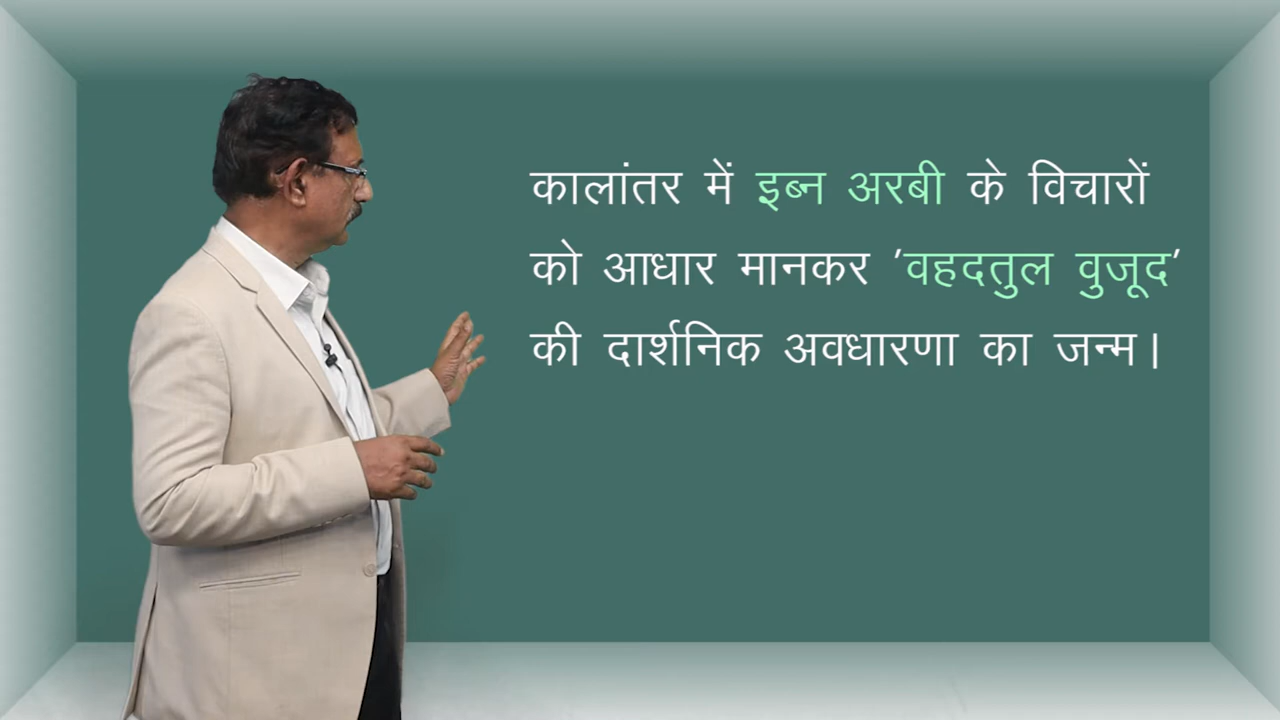 कालांतर में इब्न अरबी के विचारों
को आधार मानकर 'वहदतुल वुजूद'
की दार्शनिक अवधारणा का जन्म।